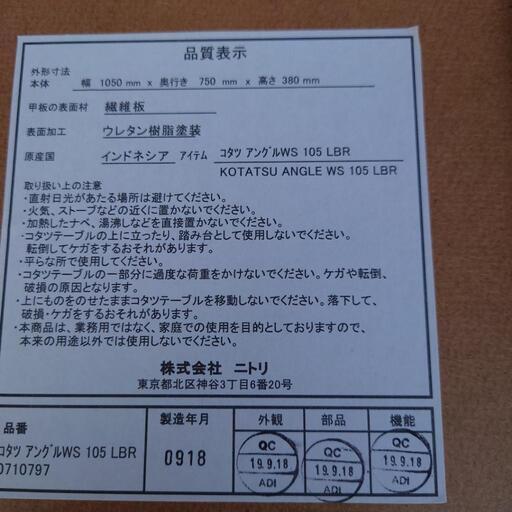 品質表示
外形寸法
本体 幅 1050 mm x 奥行き 750 mm x 高さ 380 mm
甲板の表面材 繊維板
表面加工 ウレタン樹脂塗装
原産国 インドネシア アイテム コタツ アングルWS 105 LBR
KOTATSU ANGLE WS 105 LBR
取り扱い上の注意
・直射日光があたる場所は避けてください。
・火気、ストーブなどの近くに置かないでください。
・加熱したナベ、湯沸しなどを直接置かないでください。
・コタツテーブルの上に立ったり、踏み台として使用しないでください。
転倒してケガをするおそれがあります。
・平らな所で使用してください。
・コタツテーブルの一部分に過度な荷重をかけないでください。ケガや転倒、
破損の原因となります。
・上にものをのせたままコタツテーブルを移動しないでください。落下して、
破損・ケガをするおそれがあります。
・本商品は、業務用ではなく、家庭での使用を目的としておりますので、
本来の用途以外では使用しないでください。
株式会社 ニトリ
東京都北区神谷3丁目6番20号
品番 製造年月 外観 部品 機能
コタツ アングルWS 105 LBR
0710797
0918
QC
19.9.18
ADI
QC
19.9.18
ADI
QC
19.9.18
ADI